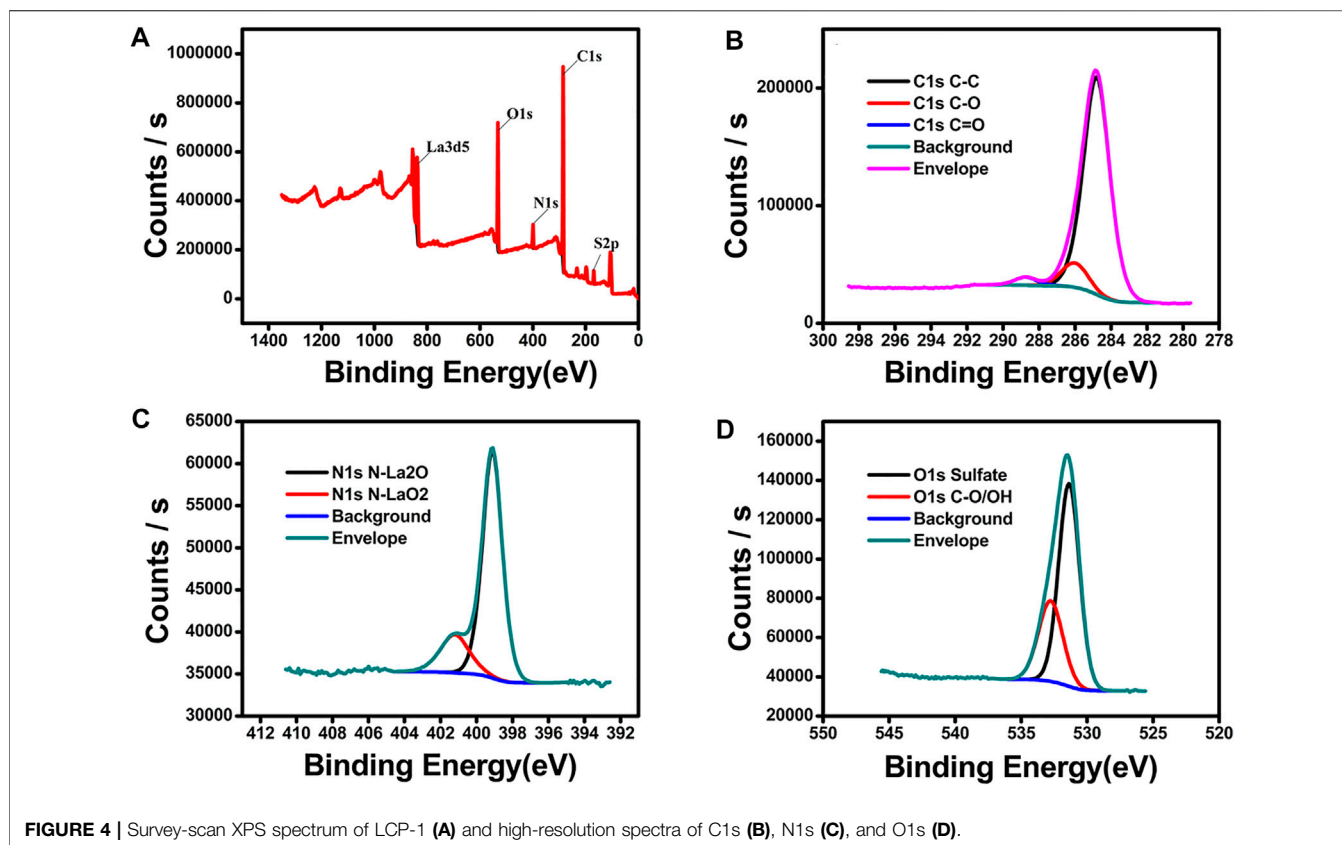 A
1000000
800000
600000
400000
200000
0
Counts / s
C1s
O1s
La3d5
N1s
S2p
1400 1200 1000 800 600 400 200 0
Binding Energy(eV)
B
200000
100000
0
Counts / s
C1s C-C
C1s C-O
C1s C=O
Background
Envelope
300 298 296 294 292 290 288 286 284 282 280 278
Binding Energy(eV)
C
65000
60000
55000
50000
45000
40000
35000
30000
Counts / s
N1s N-La2O
N1s N-LaO2
Background
Envelope
412 410 408 406 404 402 400 398 396 394 392
Binding Energy(eV)
D
160000
140000
120000
100000
80000
60000
40000
20000
Counts / s
O1s Sulfate
O1s C-O/OH
Background
Envelope
550 545 540 535 530 525 520
Binding Energy(eV)
FIGURE 4 | Survey-scan XPS spectrum of LCP-1 (A) and high-resolution spectra of C1s (B), N1s (C), and O1s (D).